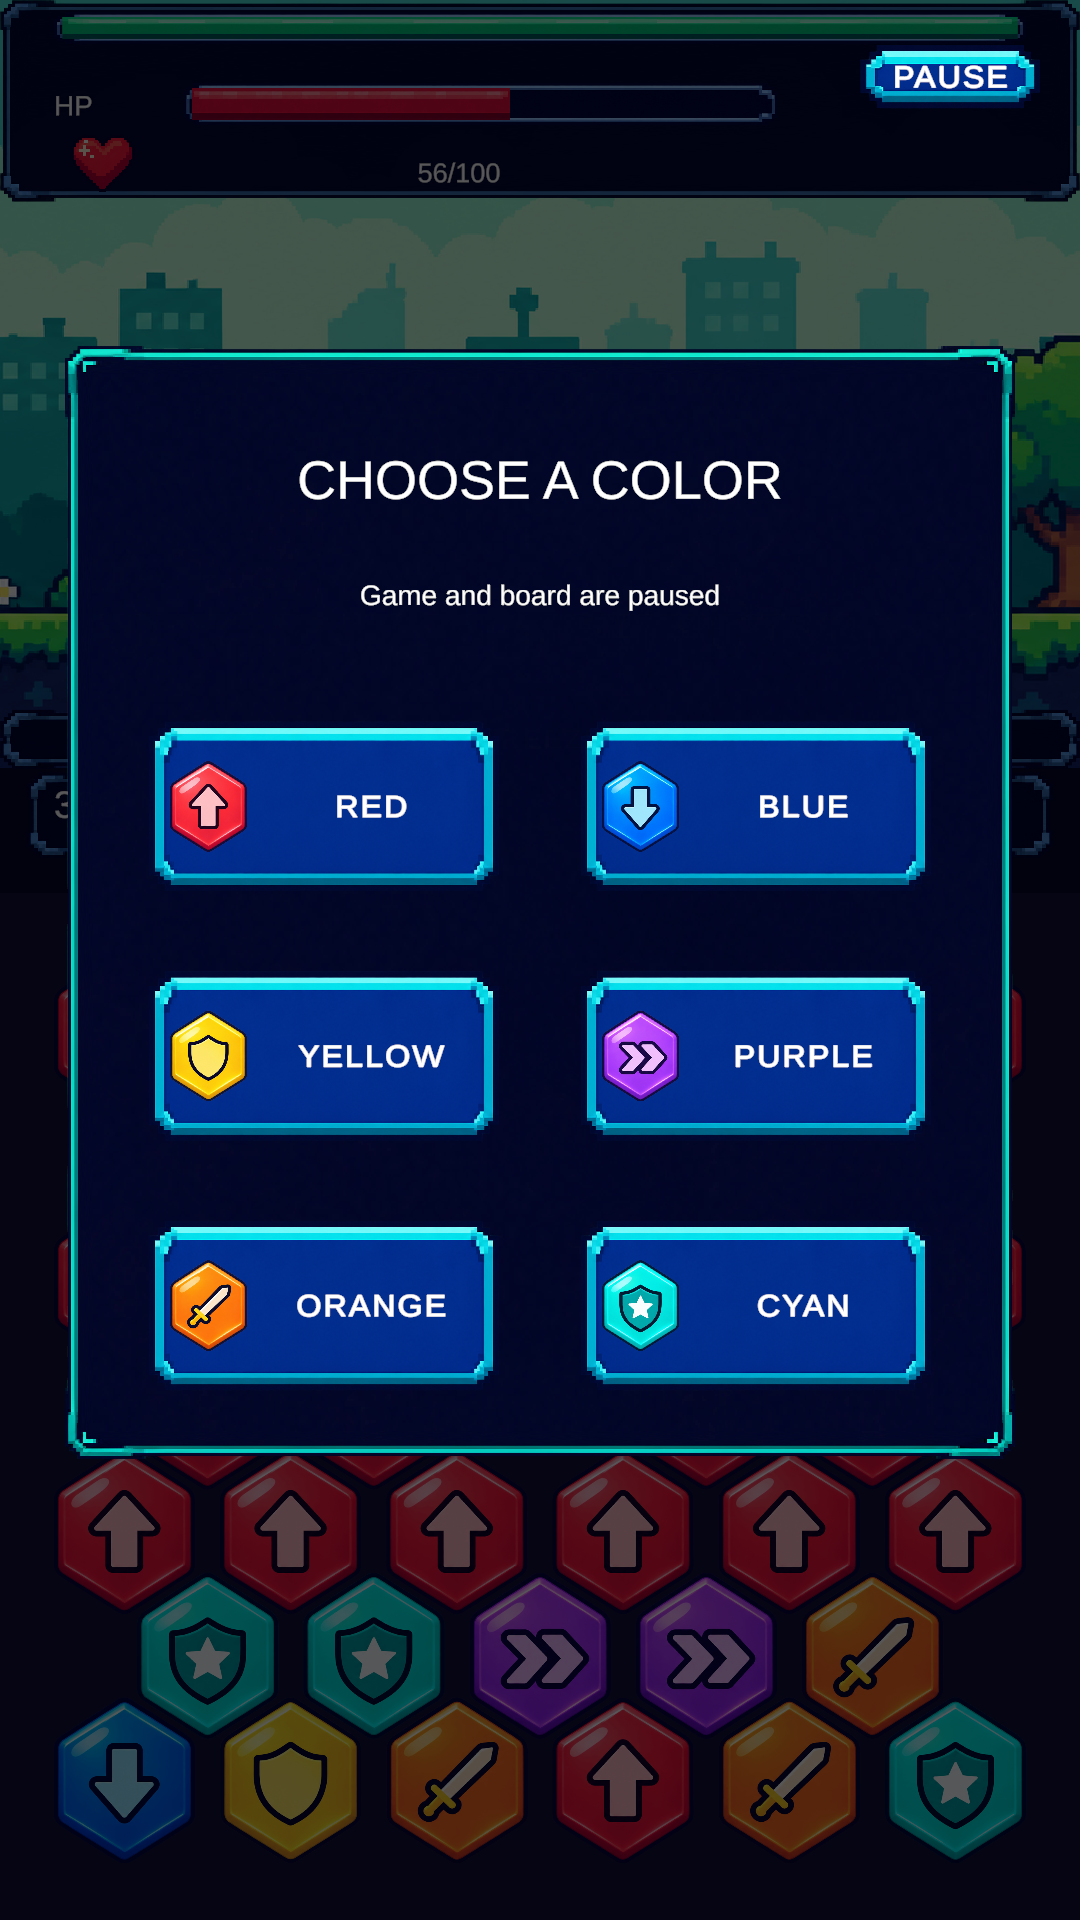 PAUSE
HP
56/100
CHOOSE A COLOR
Game and board are paused
RED
BLUE
YELLOW
PURPLE
ORANGE
CYAN